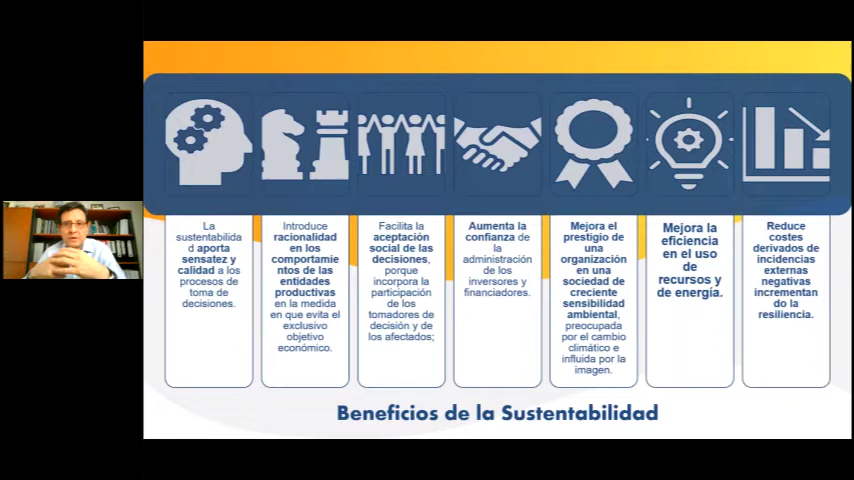 La
sustentabilida
d aporta
sensatez y
calidad a los
procesos de
toma de
decisiones.
Introduce
racionalidad
en los
comportamie
ntos de las
entidades
productivas
en la medida
en que evita el
exclusivo
objetivo
económico.
Facilita la
aceptación
social de las
decisiones,
porque
incorpora la
participación
de los
tomadores de
decisión y de
los afectados;
Aumenta la
confianza de
la
administración
de los
inversores y
financiadores.
Mejora el
prestigio de
una
organización
en una
sociedad de
creciente
sensibilidad
ambiental,
preocupada
por el cambio
climático e
influida por la
imagen.
Mejora la
eficiencia
en el uso
de
recursos y
de energía.
Reduce
costes
derivados de
incidencias
externas
negativas
incrementan
do la
resiliencia.
Beneficios de la Sustentabilidad